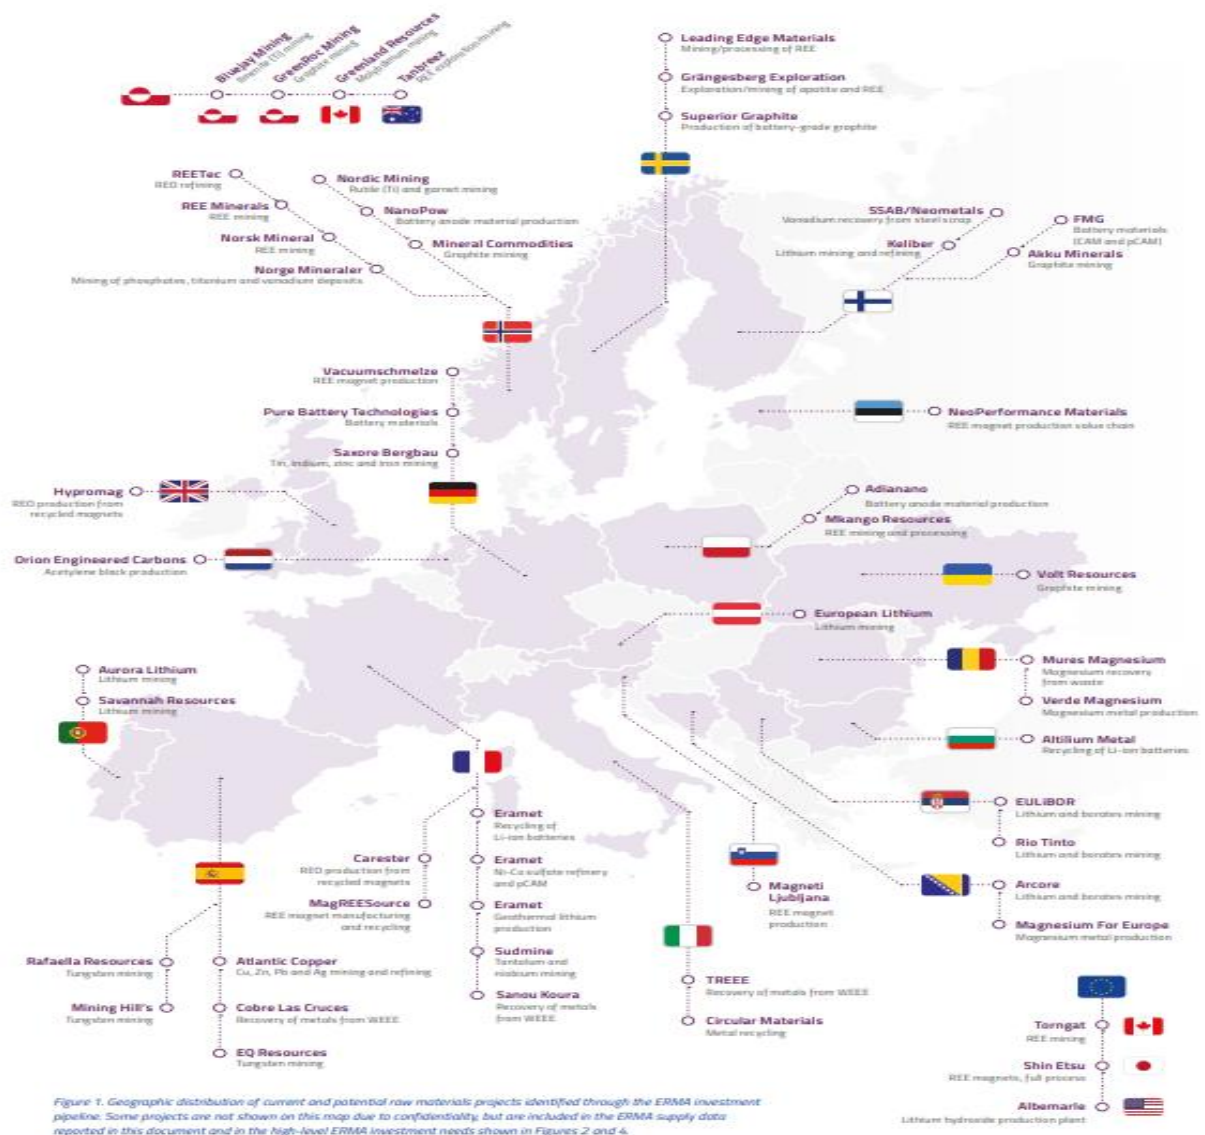 Bluejay Mining
Ilmenite (Ti) mining
GreenRoc Mining
Graphite mining
Greenland Resources
Molybdenum mining
Tanbreez
REE exploration/mining
Leading Edge Materials
Mining/processing of REE
Grängesberg Exploration
Exploration/mining of apatite and REE
Superior Graphite
Production of battery-grade graphite
REETec
REO refining
REE Minerals
REE mining
Norsk Mineral
REE mining
Norge Mineraler
Mining of phosphates, titanium and vanadium deposits
Nordic Mining
Rutile (Ti) and garnet mining
NanoPow
Battery anode material production
Mineral Commodities
Graphite mining
SSAB/Neometals
Vanadium recovery from steel scrap
Keliber
Lithium mining and refining
FMG
Battery materials
(CAM and pCAM)
Akku Minerals
Graphite mining
Vacuumschmelze
REE magnet production
Pure Battery Technologies
Battery materials
Saxore Bergbau
Tin, indium, zinc and iron mining
NeoPerformance Materials
REE magnet production value chain
Hypromag
REO production from
recycled magnets
Adianano
Battery anode material production
Mkango Resources
REE mining and processing
Orion Engineered Carbons
Acetylene black production
Volt Resources
Graphite mining
European Lithium
Lithium mining
Aurora Lithium
Lithium mining
Savannah Resources
Lithium mining
Mures Magnesium
Magnesium recovery
from waste
Verde Magnesium
Magnesium metal production
Altilium Metal
Recycling of Li-ion batteries
EULiBOR
Lithium and borates mining
Rio Tinto
Lithium and borates mining
Arcore
Lithium and borates mining
Magnesium For Europe
Magnesium metal production
Eramet
Recycling of
Li-ion batteries
Eramet
Ni-Co sulfate refinery
and pCAM
Eramet
Geothermal lithium
production
Sudmine
Tantalum and
niobium mining
Sanou Koura
Recovery of metals
from WEEE
Carester
REO production from
recycled magnets
MagREESource
REE magnet manufacturing
and recycling
Magneti
Ljubljana
REE magnet
production
Rafaella Resources
Tungsten mining
Mining Hill's
Tungsten mining
Atlantic Copper
Cu, Zn, Pb and Ag mining and refining
Cobre Las Cruces
Recovery of metals from WEEE
EQ Resources
Tungsten mining
TREEE
Recovery of metals from WEEE
Circular Materials
Metal recycling
Torngat
REE mining
Shin Etsu
REE magnets, full process
Albemarle
Lithium hydroxide production plant
Figure 1. Geographic distribution of current and potential raw materials projects identified through the ERMA investment
pipeline. Some projects are not shown on this map due to confidentiality, but are included in the ERMA supply data
reported in this document and in the high-level ERMA investment needs shown in Figures 2 and 4.